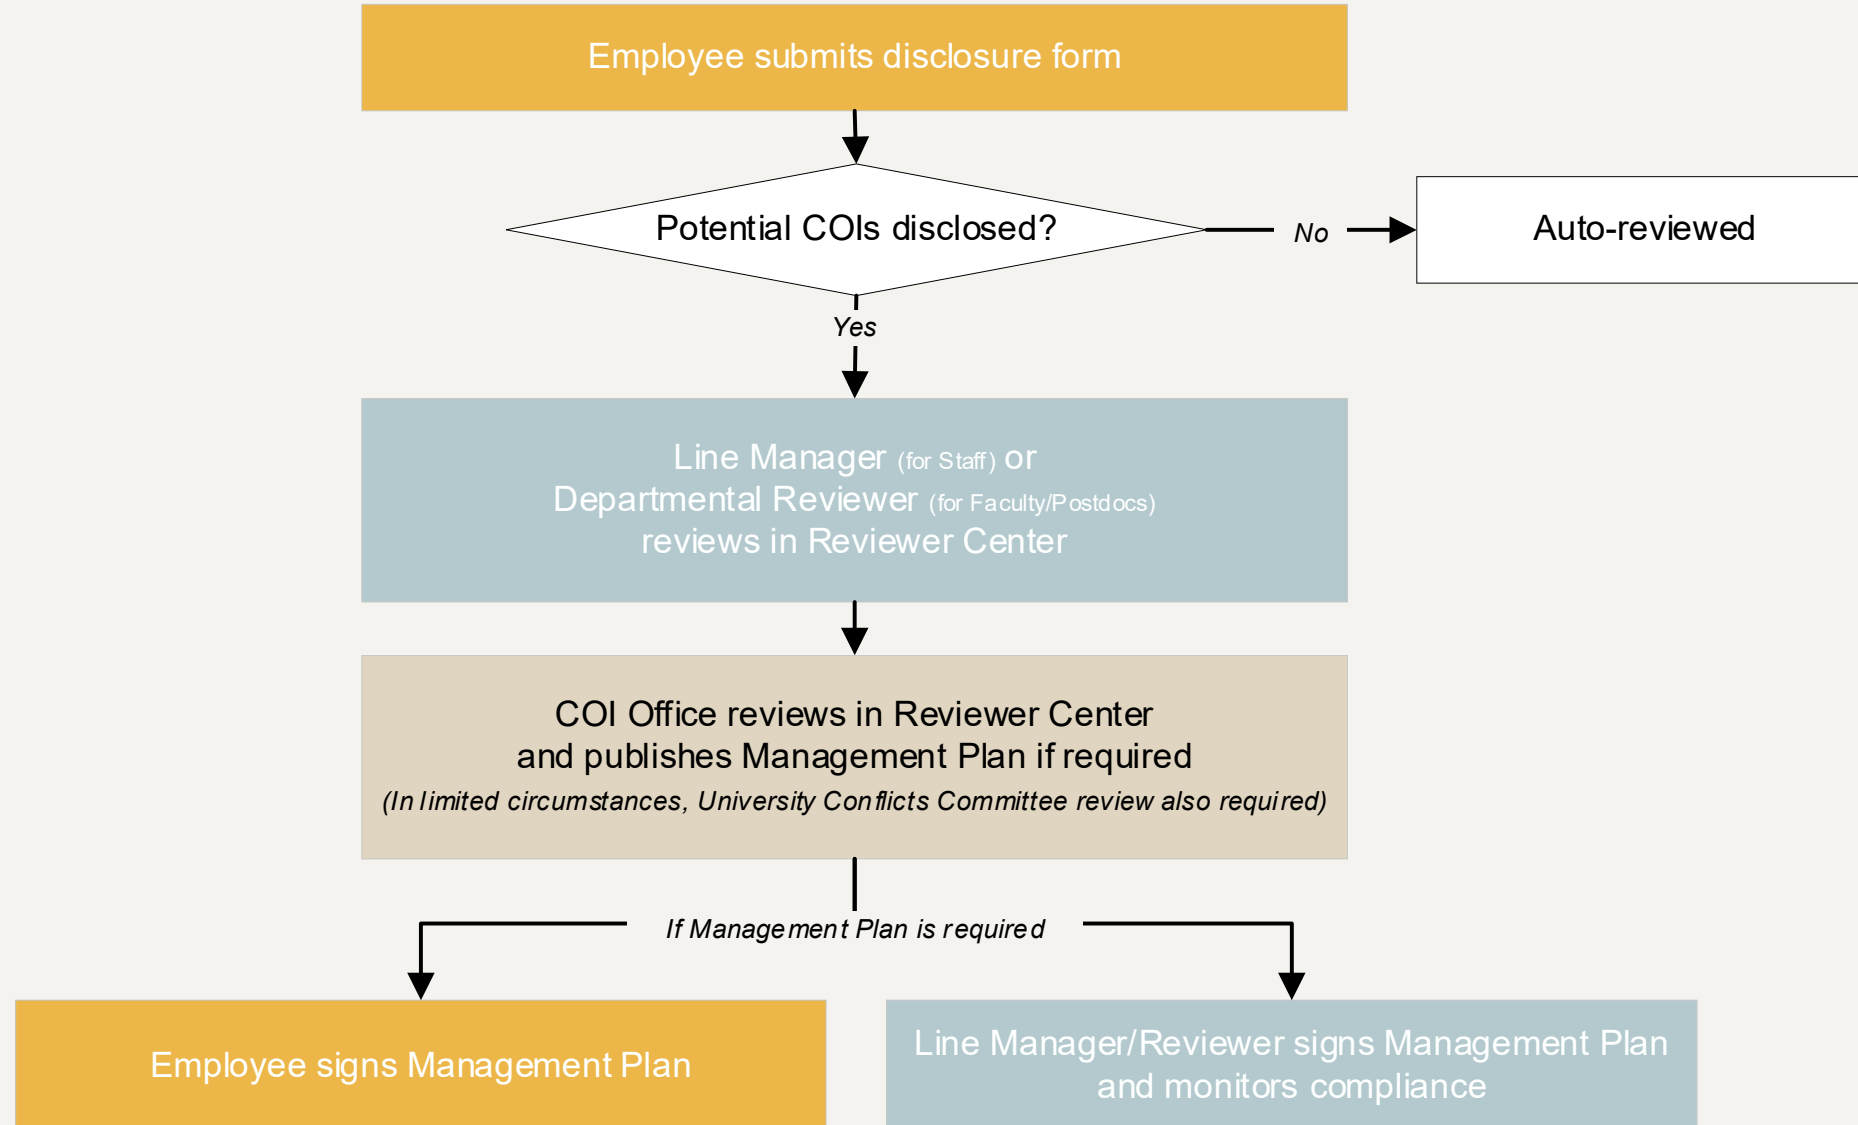 Employee submits disclosure form
Potential COIs disclosed?
No
Auto-reviewed
Yes
Line Manager (for Staff) or
Departmental Reviewer (for Faculty/Postdocs)
reviews in Reviewer Center
COI Office reviews in Reviewer Center
and publishes Management Plan if required
(In limited circumstances, University Conflicts Committee review also required)
If Management Plan is required
Employee signs Management Plan
Line Manager/Reviewer signs Management Plan
and monitors compliance